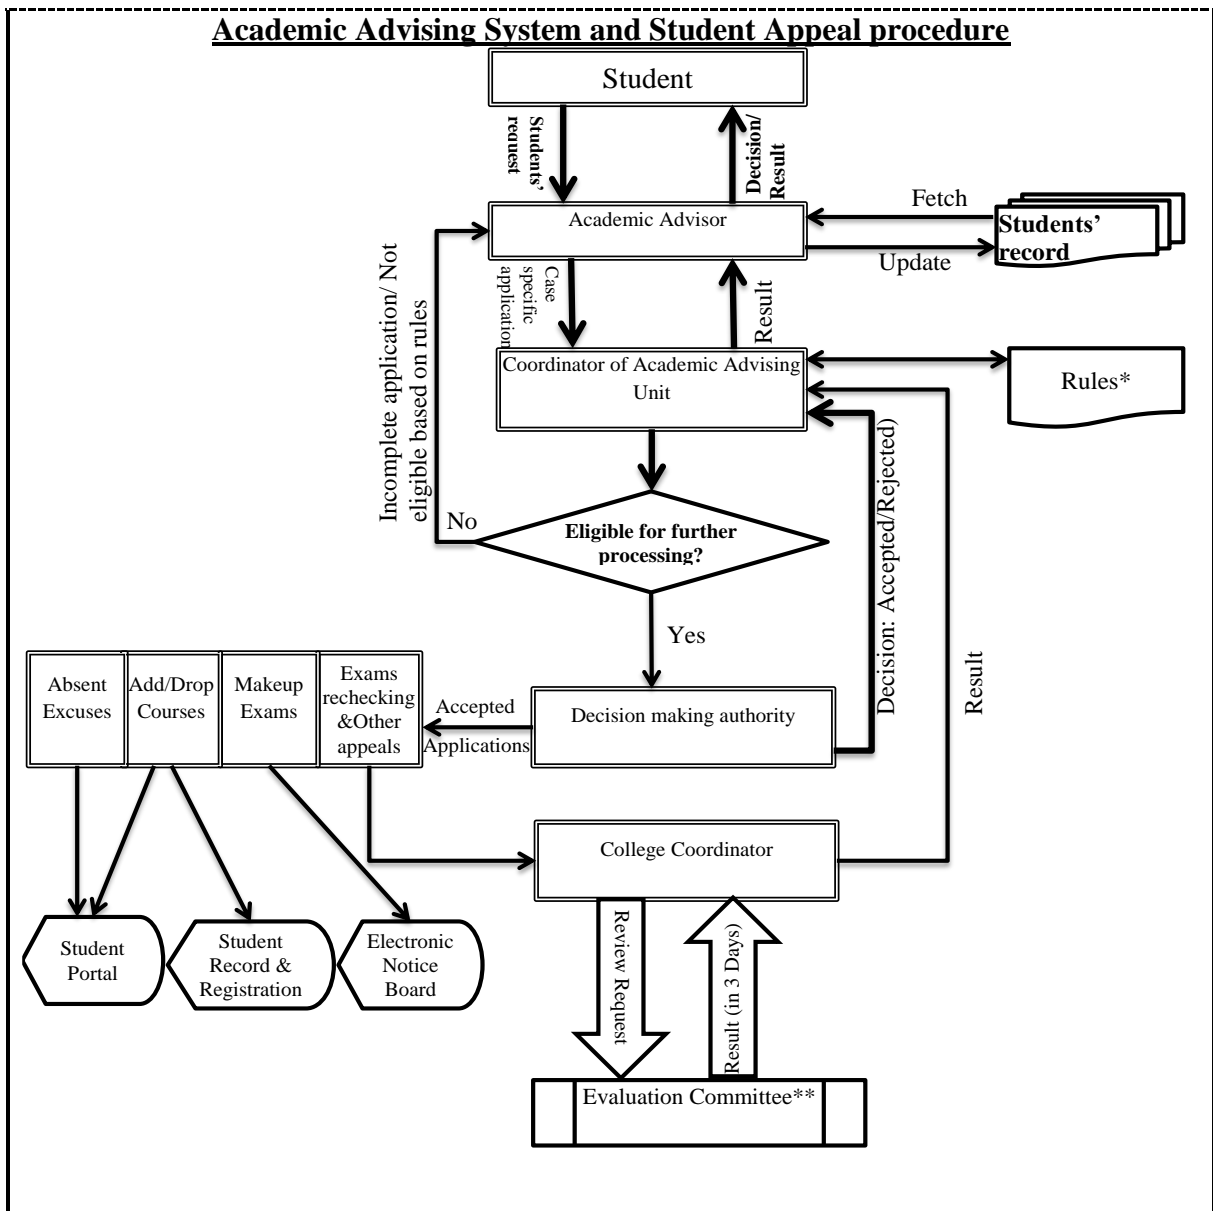 Academic Advising System and Student Appeal procedure
Student
Students'
request
Decision/
Result
Academic Advisor
Fetch
Update
Students'
record
Case
specific
application
Result
Incomplete application/ Not
eligible based on rules
Coordinator of Academic Advising
Unit
Rules*
No
Eligible for further
processing?
Yes
Decision: Accepted/Rejected)
Result
Absent
Excuses
Add/Drop
Courses
Makeup
Exams
Exams
rechecking
&Other
appeals
Accepted
Applications
Decision making authority
College Coordinator
Student
Portal
Student
Record &
Registration
Electronic
Notice
Board
Review Request
Result (in 3 Days)
Evaluation Committee**